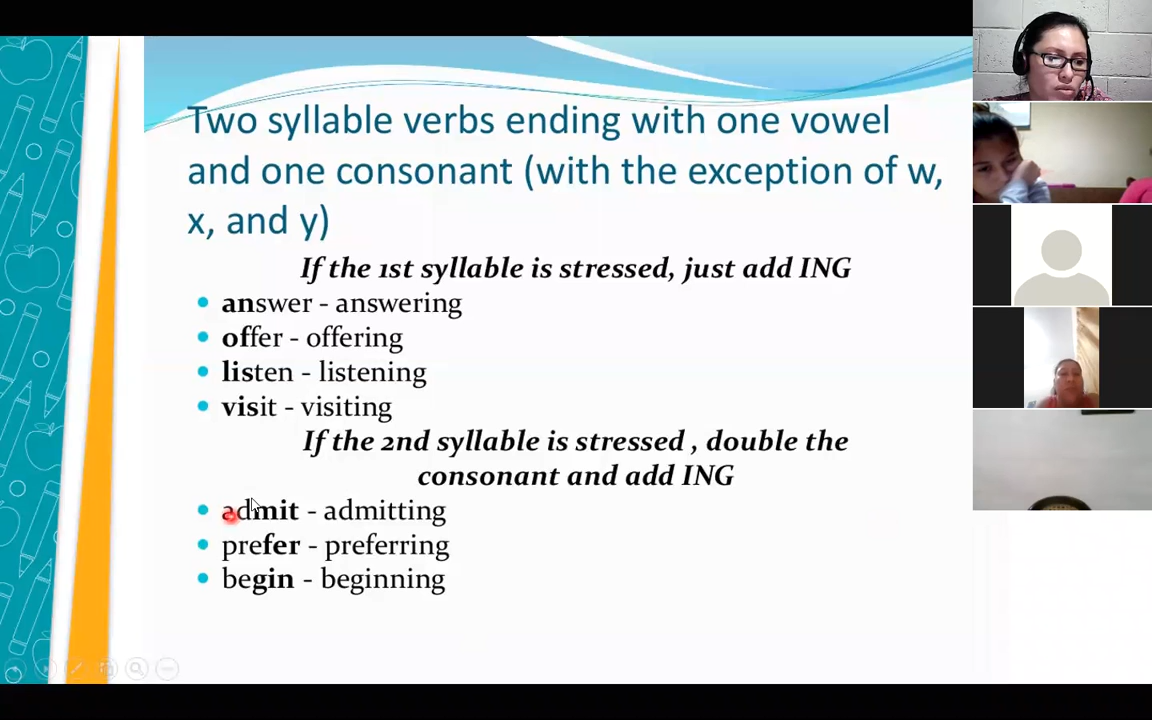 Two syllable verbs ending with one vowel
and one consonant (with the exception of w,
x, and y)
If the 1st syllable is stressed, just add ING
answer - answering
offer - offering
listen - listening
visit - visiting
If the 2nd syllable is stressed , double the
consonant and add ING
admit - admitting
prefer - preferring
begin - beginning